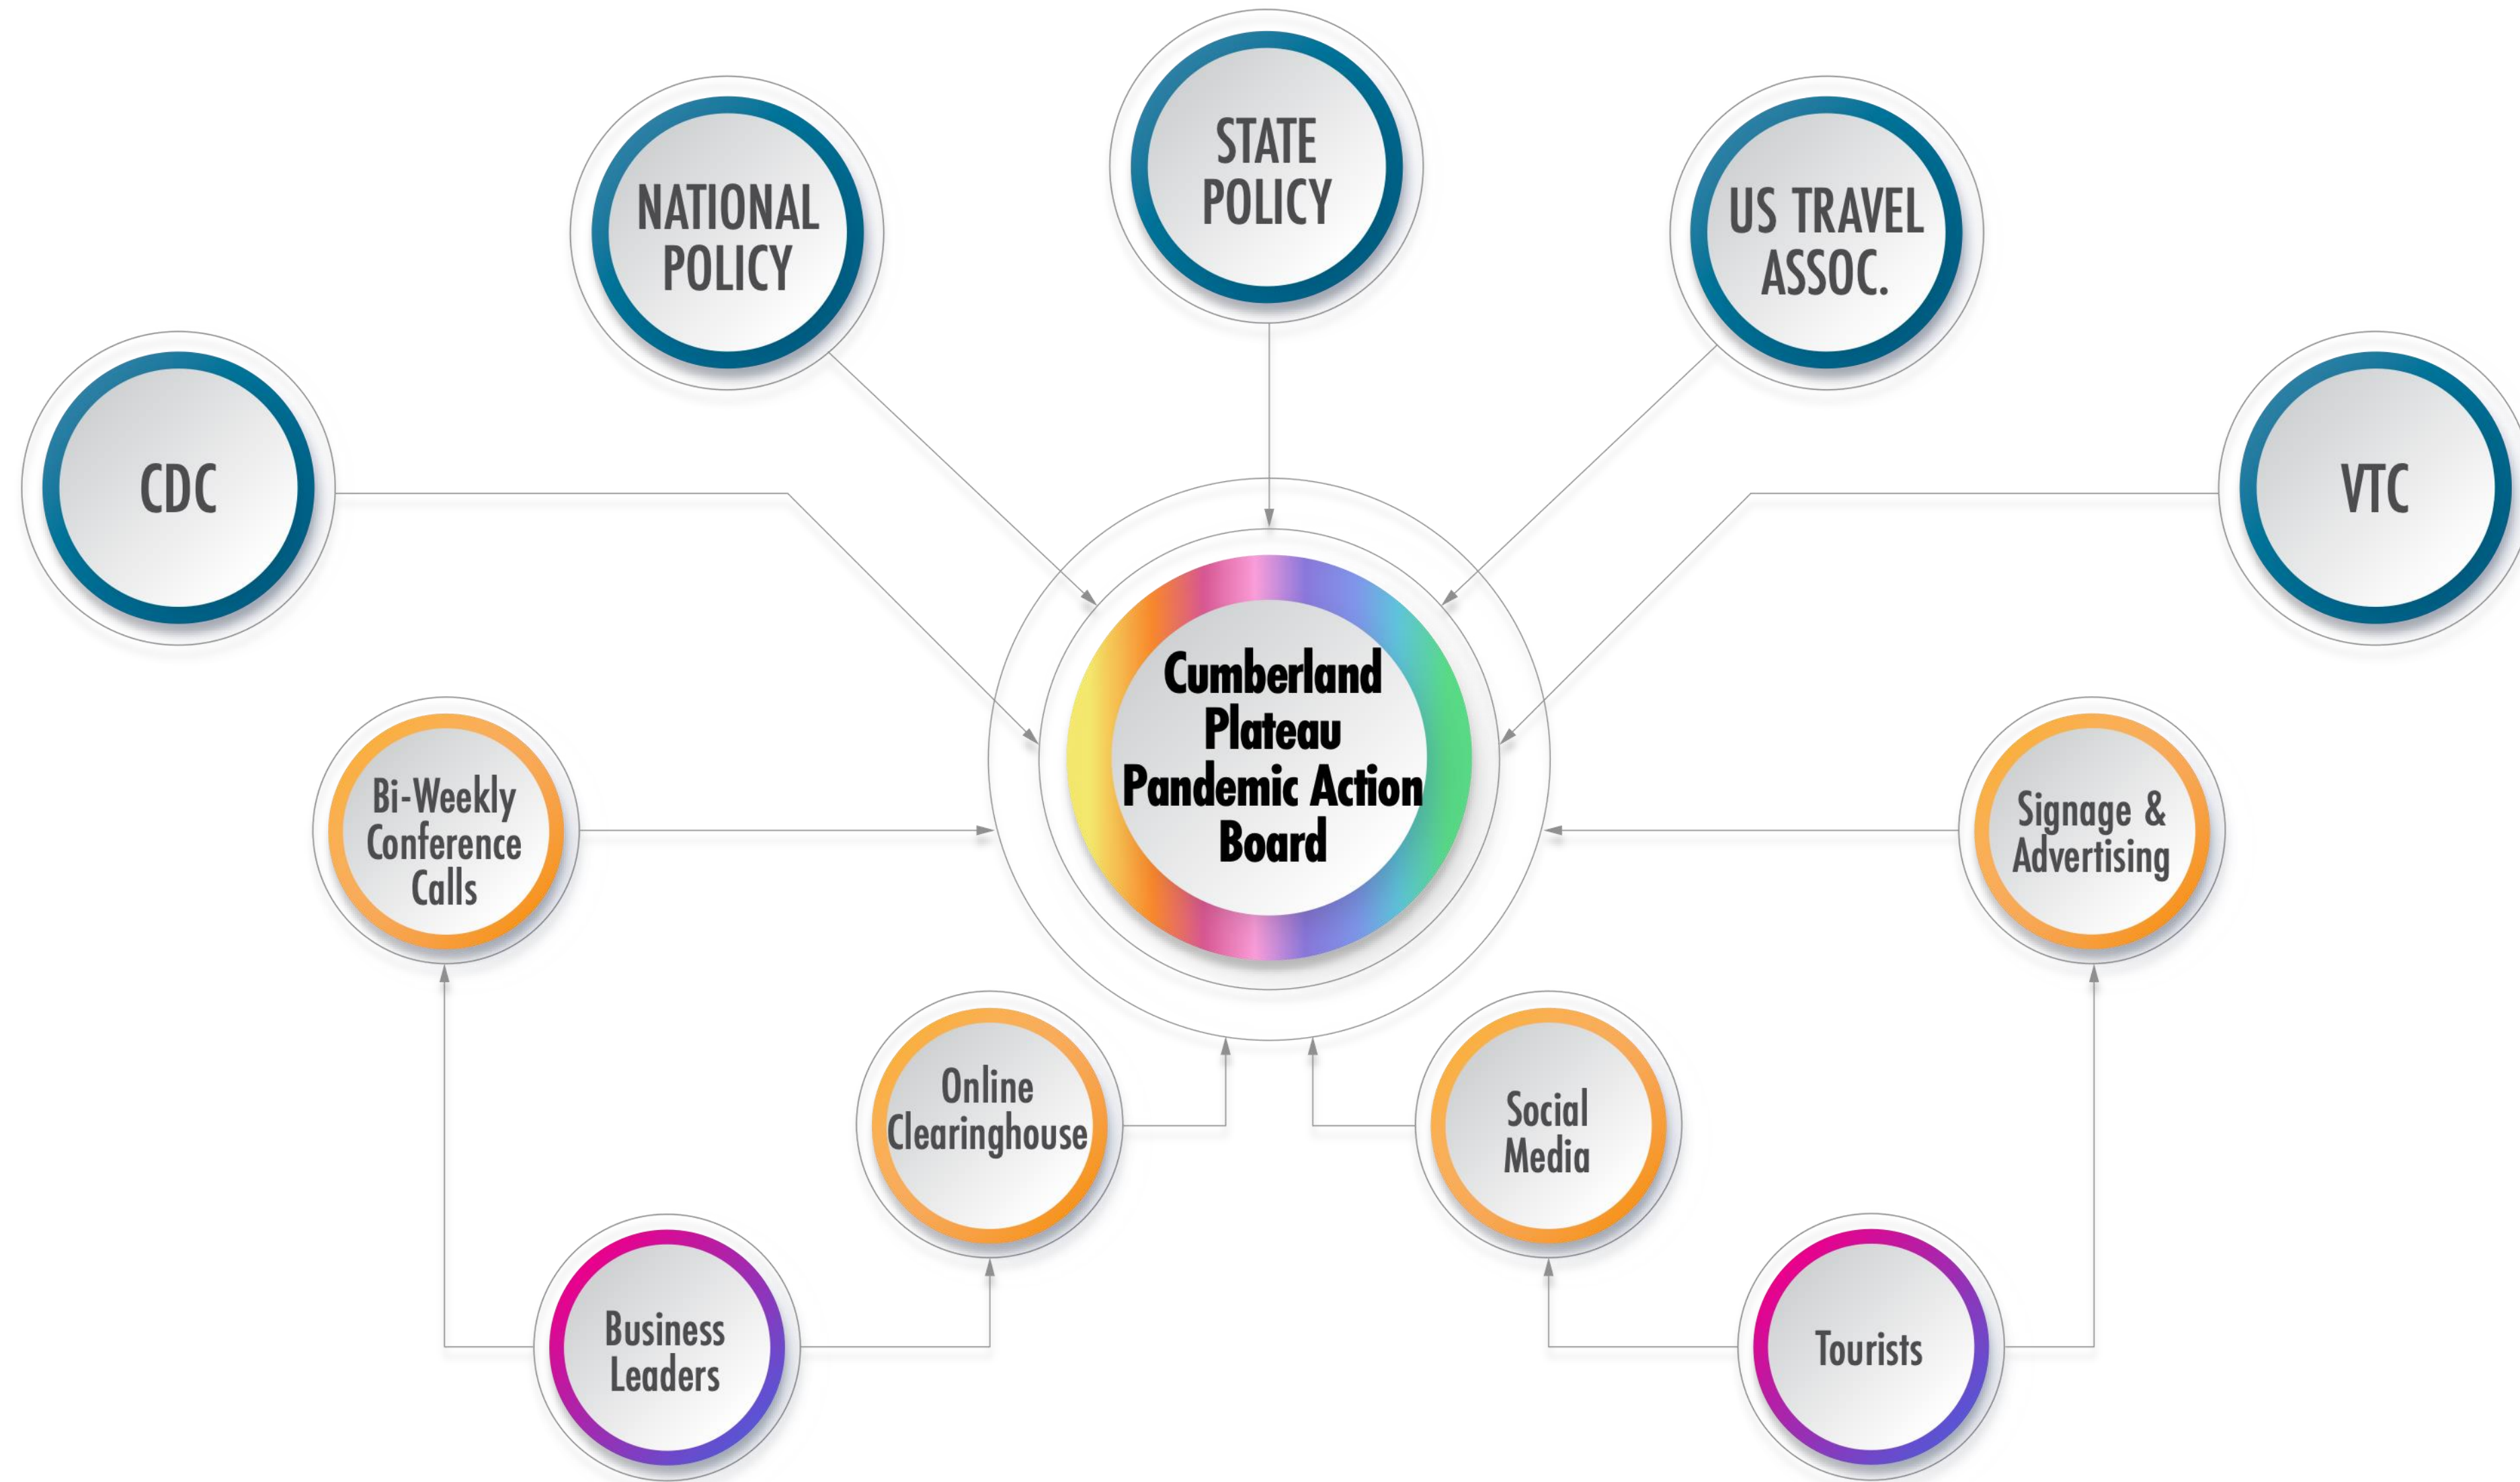 STATE
POLICY
NATIONAL
POLICY
US TRAVEL
ASSOC.
CDC
VTC
Cumberland
Plateau
Pandemic Action
Board
Bi-Weekly
Conference
Calls
Signage &
Advertising
Online
Clearinghouse
Social
Media
Business
Leaders
Tourists